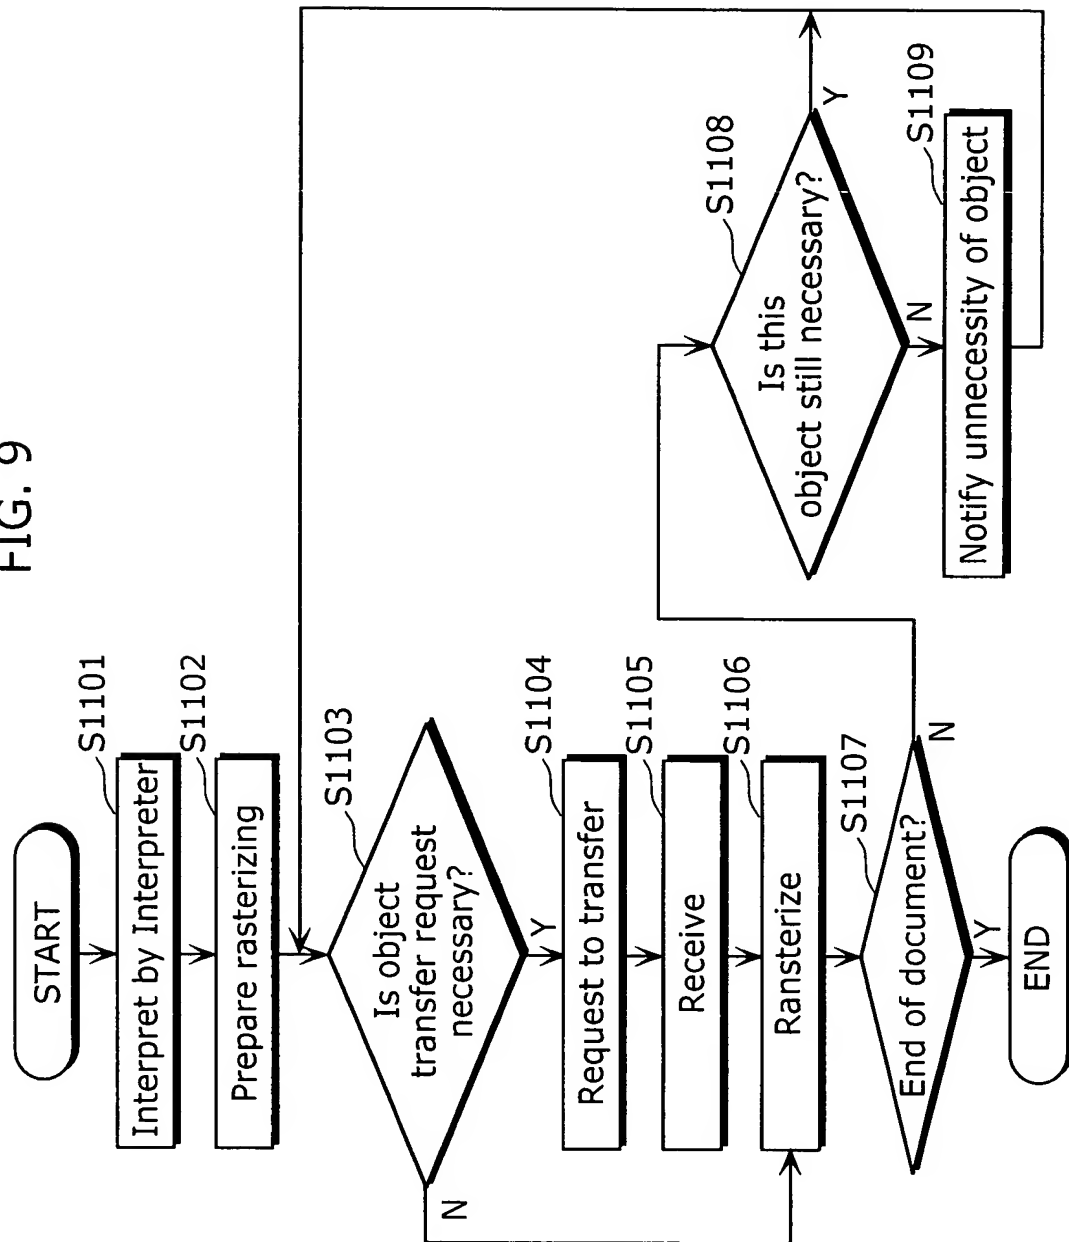 FIG. 9
START
S1101
Interpret by Interpreter
S1102
Prepare rasterizing
S1103
Is object
transfer request
necessary?
N
Y
S1104
Request to transfer
S1105
Receive
S1106
Ransterize
S1107
End of document?
N
Y
END
S1108
Is this
object still necessary?
Y
N
S1109
Notify unnecessity of object